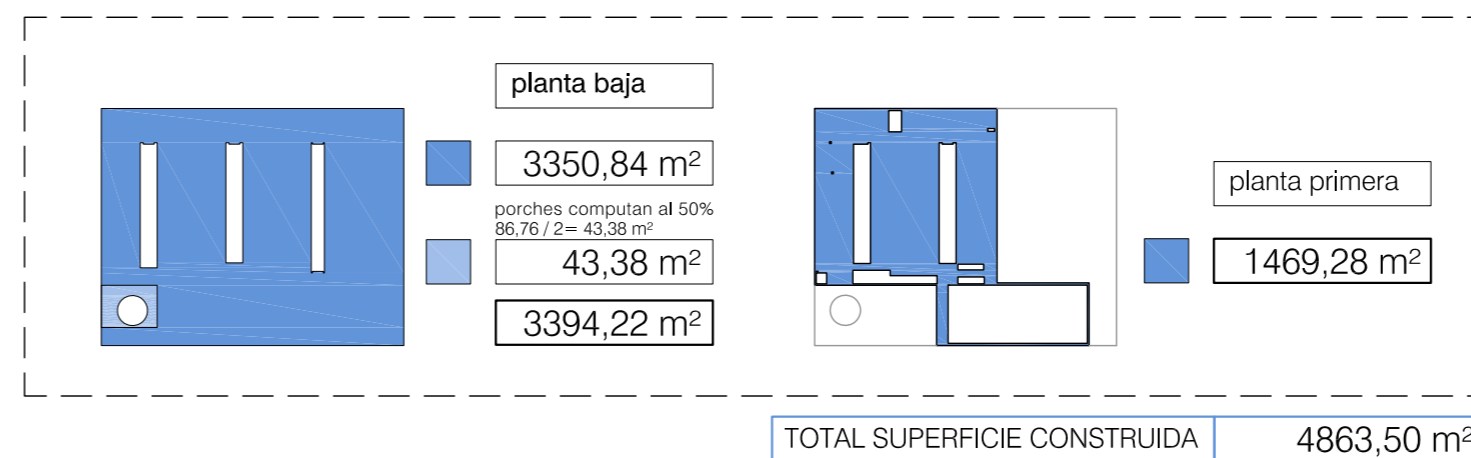 planta baja
3350,84 m²
porches computan al 50%
86,76 / 2= 43,38 m²
43,38 m²
3394,22 m²
planta primera
1469,28 m²
TOTAL SUPERFICIE CONSTRUIDA 4863,50 m²